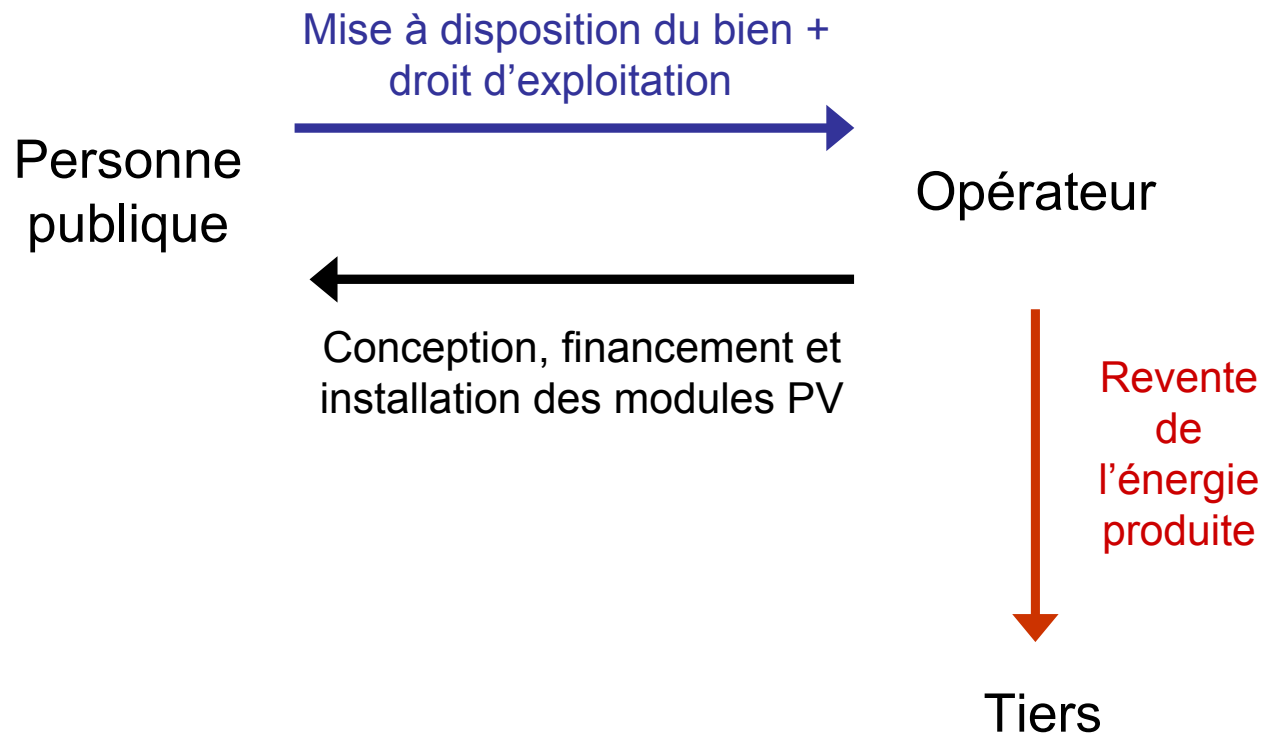 Mise à disposition du bien +
droit d’exploitation
Personne
publique
Opérateur
Conception, financement et
installation des modules PV
Revente
de
l’énergie
produite
Tiers